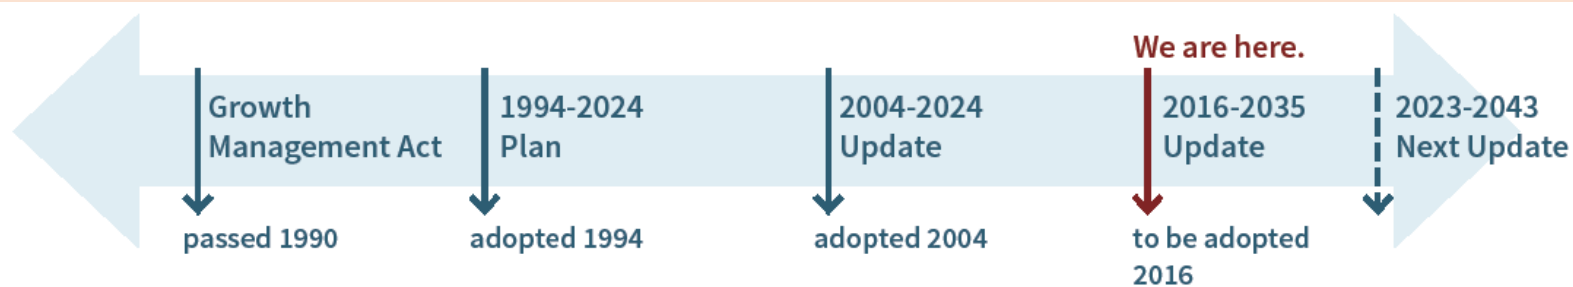 We are here.
Growth
Management Act
1994-2024
Plan
2004-2024
Update
2016-2035
Update
2023-2043
Next Update
passed 1990
adopted 1994
adopted 2004
to be adopted
2016